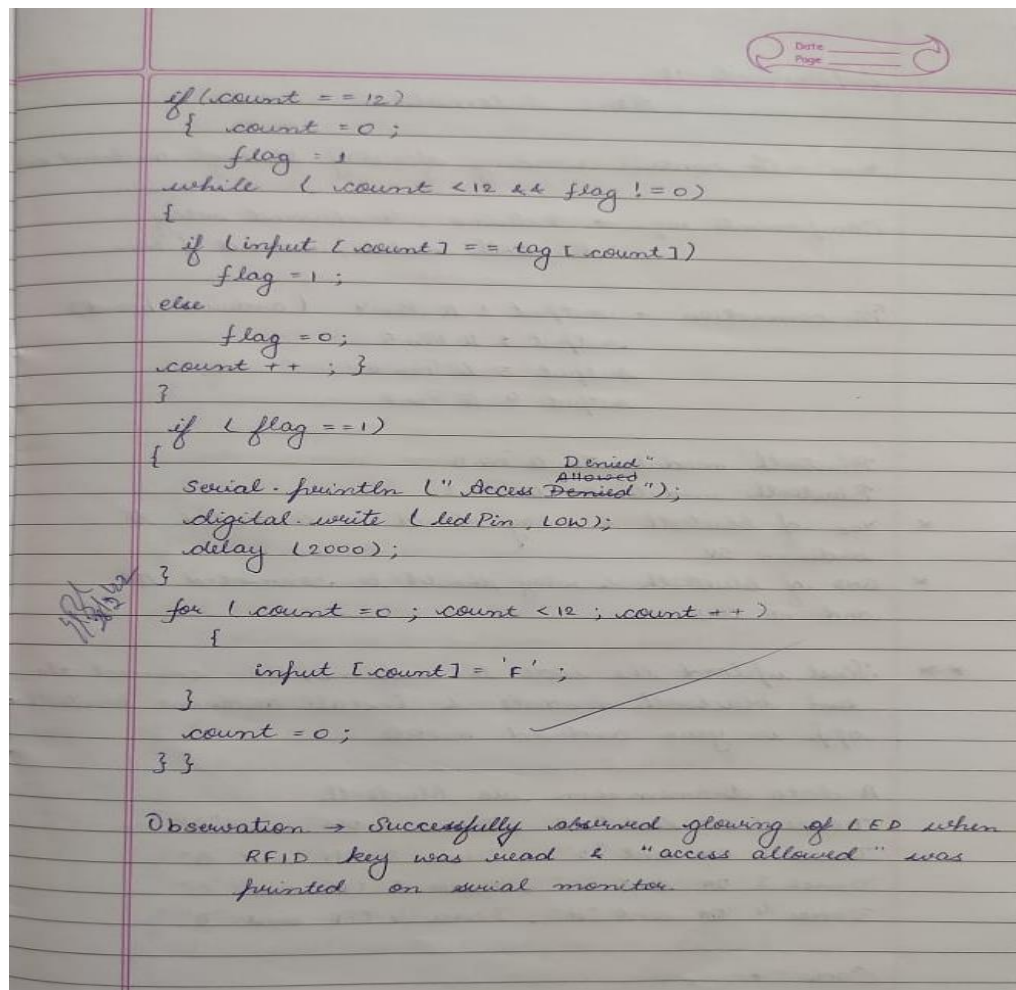 Date
Page
if (count == 12)
{ count = 0 ;
flag = 1
while ( count < 12 && flag != 0)
{
if (input [count] == tag [count])
flag = 1 ;
else
flag = 0;
count ++ ; }
}
if ( flag == 1)
{
Denied"
Allowed
Serial.println (" Access Denied ");
digital.write ( led Pin , LOW);
delay (2000);
}
for ( count = 0 ; count < 12 ; count ++ )
{
input [count] = 'F' ;
}
count = 0 ;
} }
Observation → Successfully observed glowing of LED when
RFID key was read & "access allowed" was
printed on serial monitor.